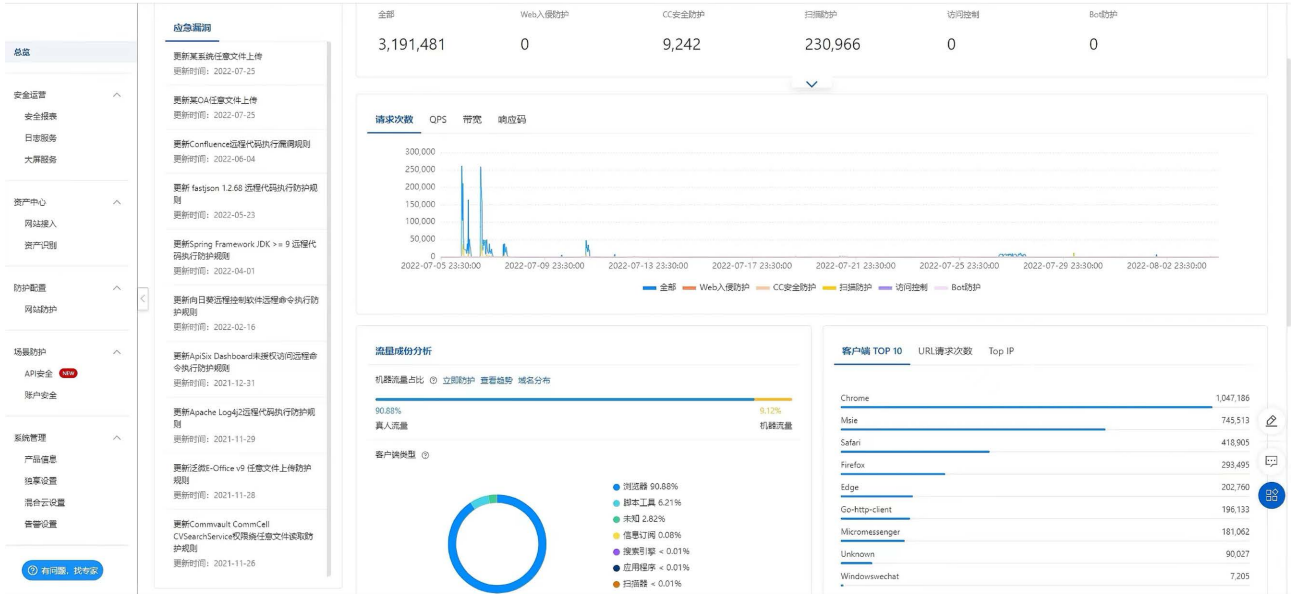 总览
安全运营
安全报表
日志服务
大屏服务
资产中心
网站接入
资产识别
防护配置
网站防护
场景防护
API安全 NEW
账户安全
系统管理
产品信息
独享设置
混合云设置
告警设置
有问题，找专家
应急漏洞
更新某系统任意文件上传
更新时间：2022-07-25
更新某OA任意文件上传
更新时间：2022-07-25
更新Confluence远程代码执行漏洞规则
更新时间：2022-06-04
更新 fastjson 1.2.68 远程代码执行防护规
则
更新时间：2022-05-23
更新Spring Framework JDK >= 9 远程代
码执行防护规则
更新时间：2022-04-01
更新向日葵远程控制软件远程命令执行防
护规则
更新时间：2022-02-16
更新ApiSix Dashboard未授权访问远程命
令执行防护规则
更新时间：2021-12-31
更新Apache Log4j2远程代码执行防护规
则
更新时间：2021-11-29
更新泛微E-Office v9 任意文件上传防护
规则
更新时间：2021-11-28
更新Commvault CommCell
CVSearchService权限绕任意文件读取防
护规则
更新时间：2021-11-26
全部 Web入侵防护 CC安全防护 扫描防护 访问控制 Bot防护
3,191,481 0 9,242 230,966 0 0
请求次数 QPS 带宽 响应码
300,000
250,000
200,000
150,000
100,000
50,000
0
2022-07-05 23:30:00 2022-07-09 23:30:00 2022-07-13 23:30:00 2022-07-17 23:30:00 2022-07-21 23:30:00 2022-07-25 23:30:00 2022-07-29 23:30:00 2022-08-02 23:30:00
全部 Web入侵防护 CC安全防护 扫描防护 访问控制 Bot防护
流量成份分析
机器流量占比 立即防护 查看趋势 域名分布
90.88% 9.12%
真人流量 机器流量
客户端类型
浏览器 90.88%
脚本工具 6.21%
未知 2.82%
信息订阅 0.08%
搜索引擎 < 0.01%
应用程序 < 0.01%
扫描器 < 0.01%
客户端 TOP 10 URL请求次数 Top IP
Chrome 1,047,186
Msie 745,513
Safari 418,905
Firefox 293,495
Edge 202,760
Go-http-client 196,133
Micromessenger 181,062
Unknown 90,027
Windowswechat 7,205